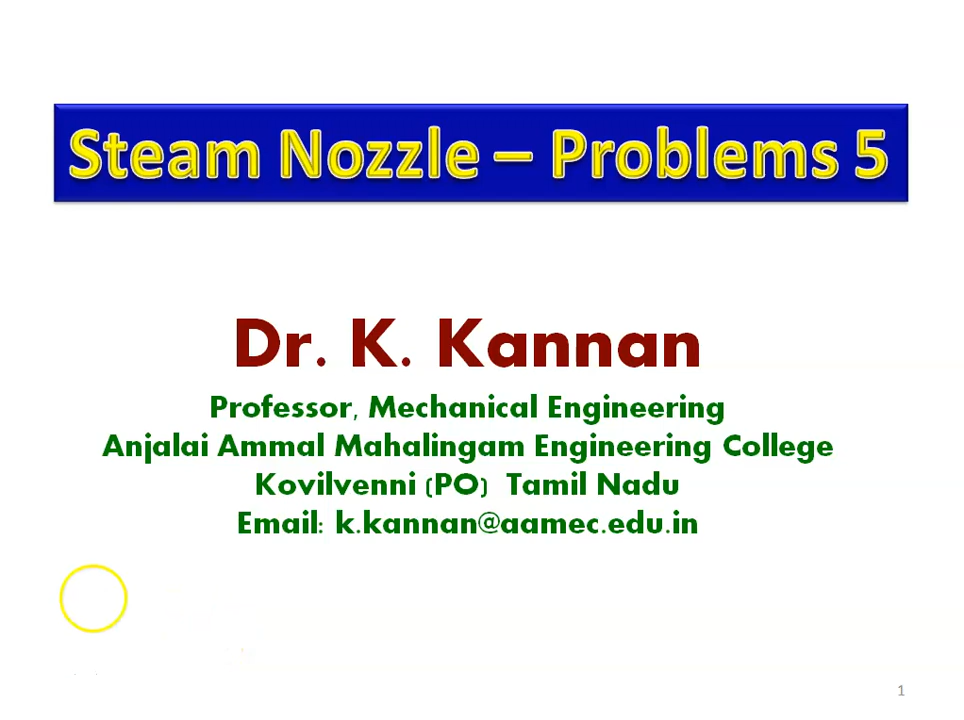 Steam Nozzle – Problems 5
Dr. K. Kannan
Professor, Mechanical Engineering
Anjalai Ammal Mahalingam Engineering College
Kovilvenni (PO) Tamil Nadu
Email: k.kannan@aamec.edu.in
1